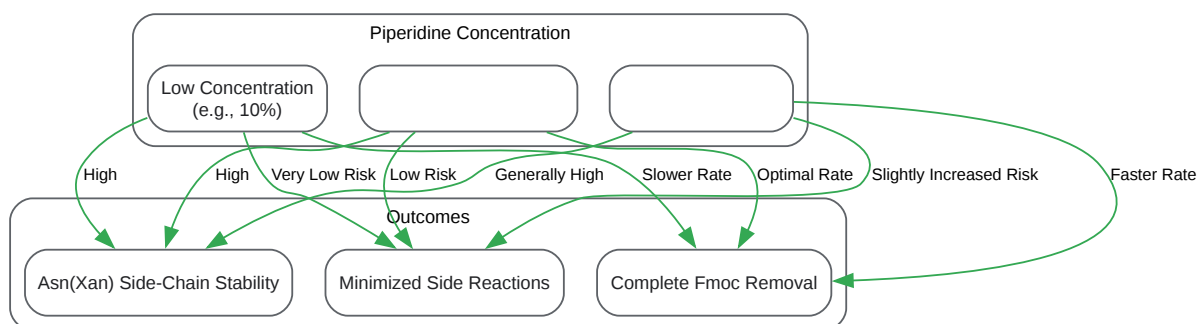 Piperidine Concentration
Low Concentration
(e.g., 10%)
High
High
Very Low Risk
Low Risk
Generally High
Slower Rate
Optimal Rate
Slightly Increased Risk
Faster Rate
Outcomes
Asn(Xan) Side-Chain Stability
Minimized Side Reactions
Complete Fmoc Removal